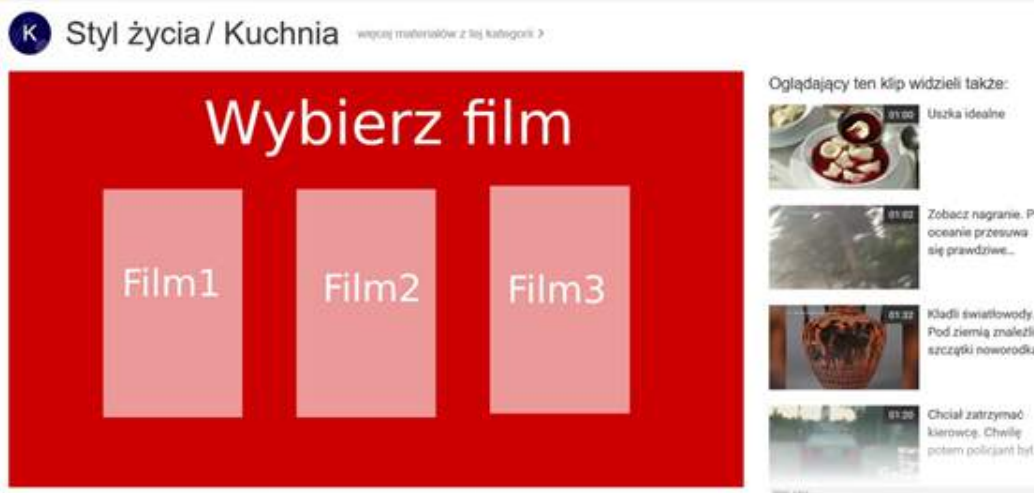 K
Styl życia / Kuchnia
więcej materiałów z tej kategorii >
Wybierz film
Film1
Film2
Film3
Oglądający ten klip widzieli także:
01:00
Uszka idealne
01:02
Zobacz nagranie. P
oceanie przesuwa
się prawdziwe...
01:32
Kładli światłowody.
Pod ziemią znaleźli
szczątki noworodka
01:20
Chciał zatrzymać
kierowcę. Chwilę
potem policjant był